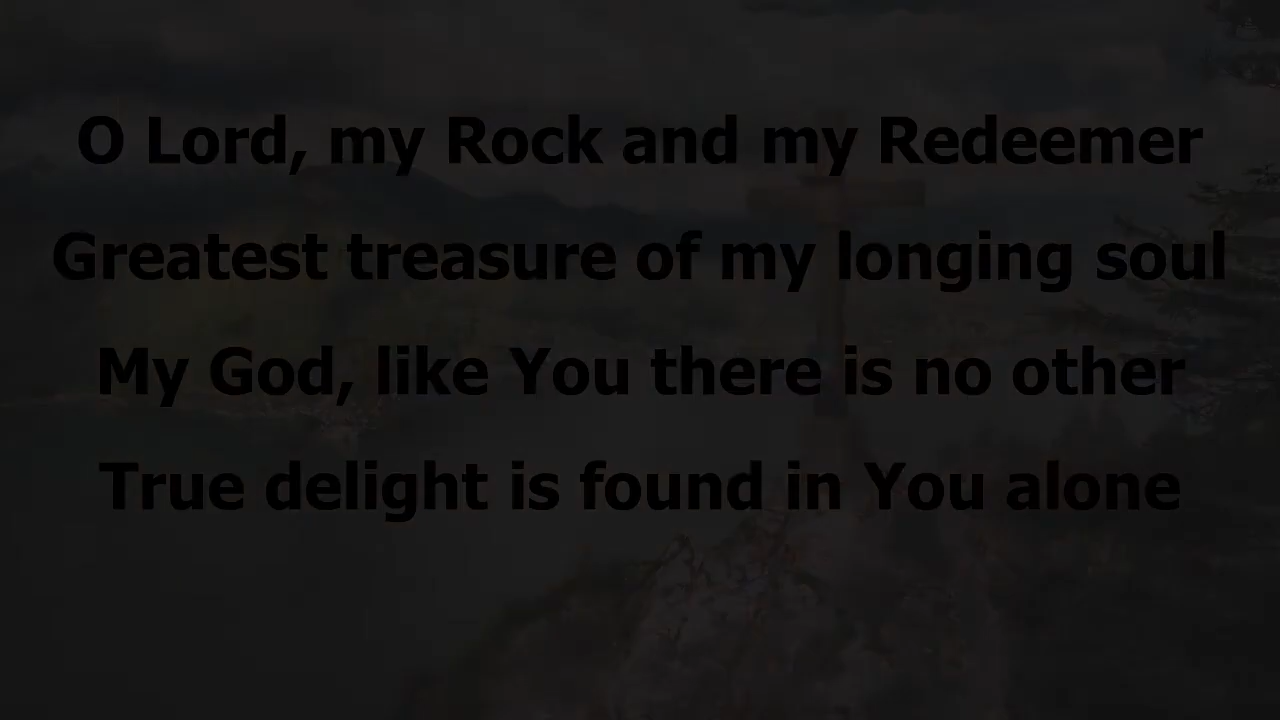 O Lord, my Rock and my Redeemer
Greatest treasure of my longing soul
My God, like You there is no other
True delight is found in You alone